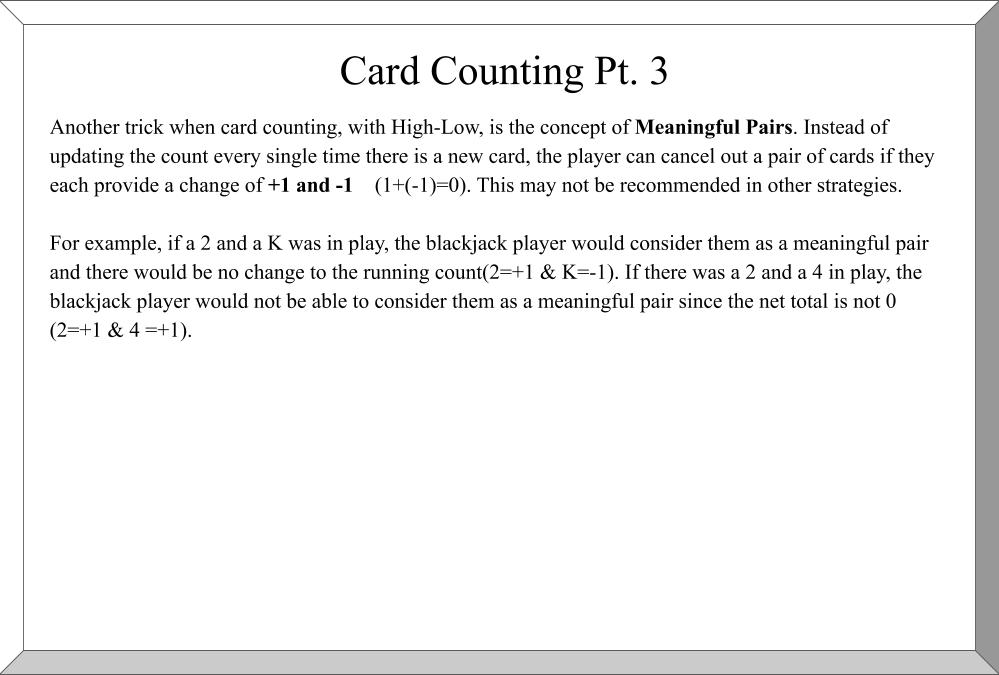 Card Counting Pt. 3
Another trick when card counting, with High-Low, is the concept of Meaningful Pairs. Instead of
updating the count every single time there is a new card, the player can cancel out a pair of cards if they
each provide a change of +1 and -1    (1+(-1)=0). This may not be recommended in other strategies.
For example, if a 2 and a K was in play, the blackjack player would consider them as a meaningful pair
and there would be no change to the running count(2=+1 & K=-1). If there was a 2 and a 4 in play, the
blackjack player would not be able to consider them as a meaningful pair since the net total is not 0
(2=+1 & 4 =+1).